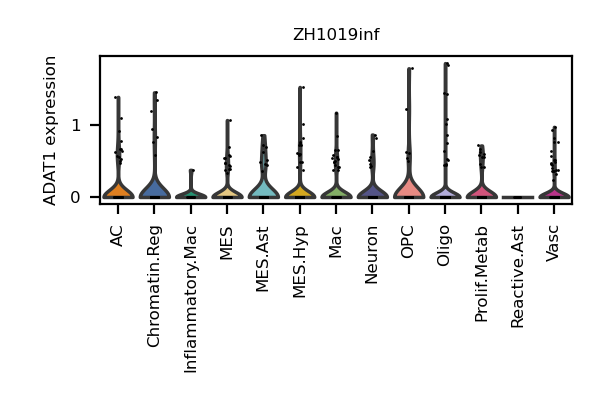 ZH1019inf
ADAT1 expression
1
0
AC
Chromatin.Reg
Inflammatory.Mac
MES
MES.Ast
MES.Hyp
Mac
Neuron
OPC
Oligo
Prolif.Metab
Reactive.Ast
Vasc